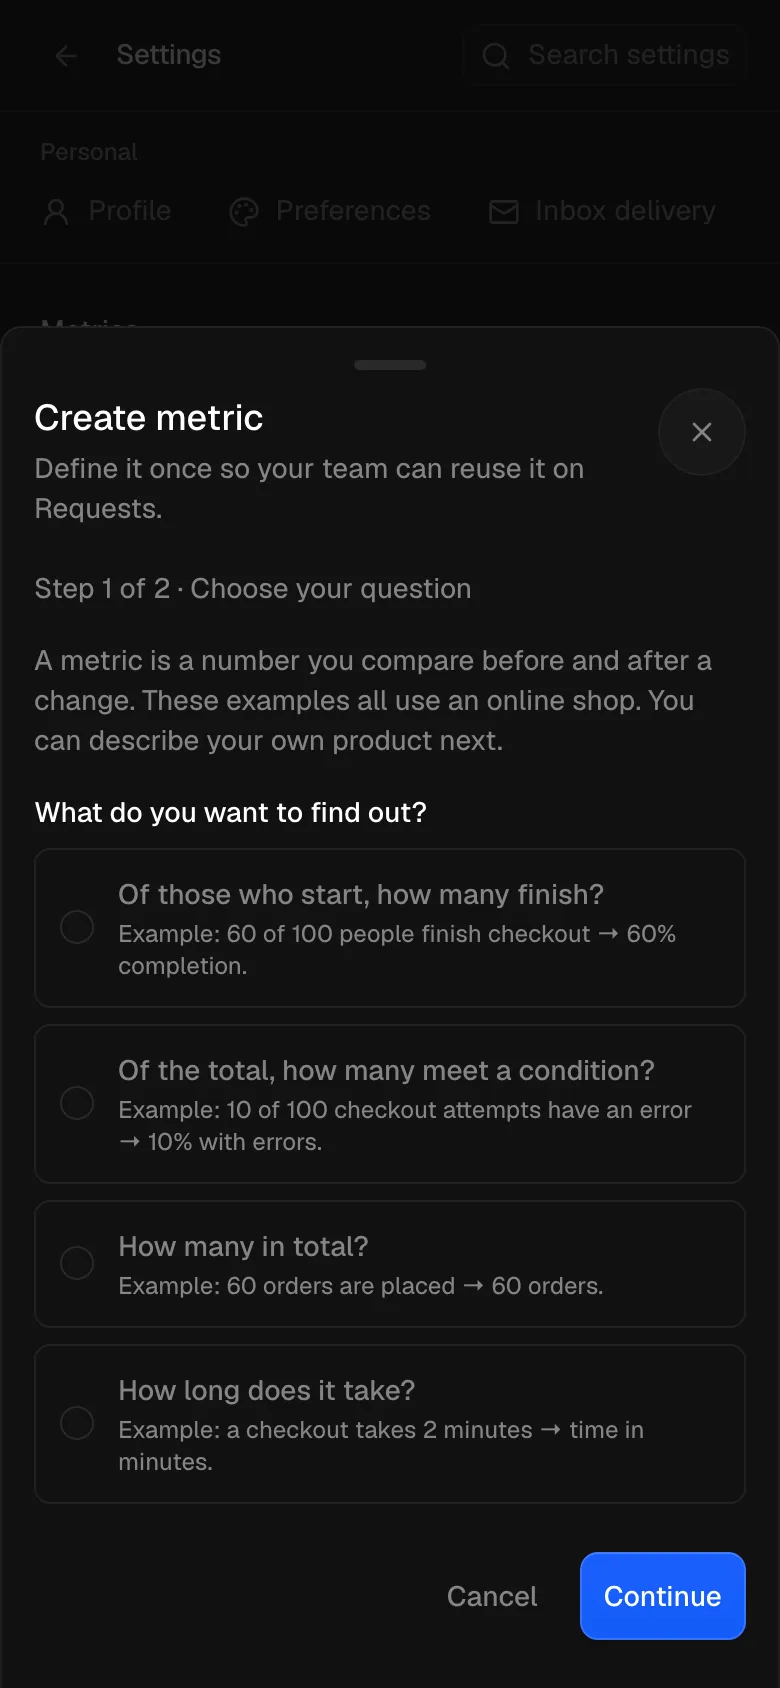 Settings
Search settings
Personal
Profile
Preferences
Inbox delivery
Metrics
Create metric
Define it once so your team can reuse it on
Requests.
Step 1 of 2 · Choose your question
A metric is a number you compare before and after a
change. These examples all use an online shop. You
can describe your own product next.
What do you want to find out?
Of those who start, how many finish?
Example: 60 of 100 people finish checkout → 60%
completion.
Of the total, how many meet a condition?
Example: 10 of 100 checkout attempts have an error
→ 10% with errors.
How many in total?
Example: 60 orders are placed → 60 orders.
How long does it take?
Example: a checkout takes 2 minutes → time in
minutes.
Cancel
Continue